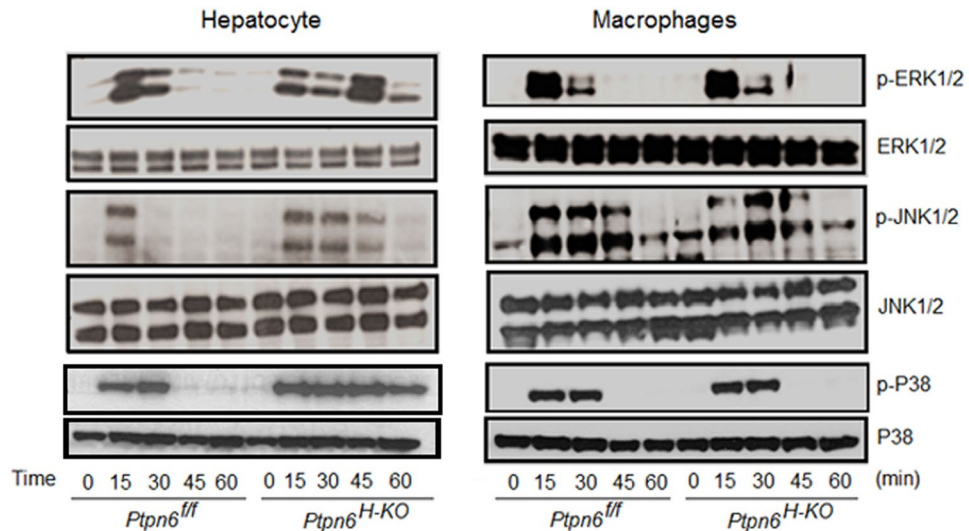 Hepatocyte Macrophages
p-ERK1/2
ERK1/2
p-JNK1/2
JNK1/2
p-P38
P38
Time 0 15 30 45 60 0 15 30 45 60 0 15 30 45 60 0 15 30 45 60 (min)
Ptpn6f/f Ptpn6H-KO Ptpn6f/f Ptpn6H-KO